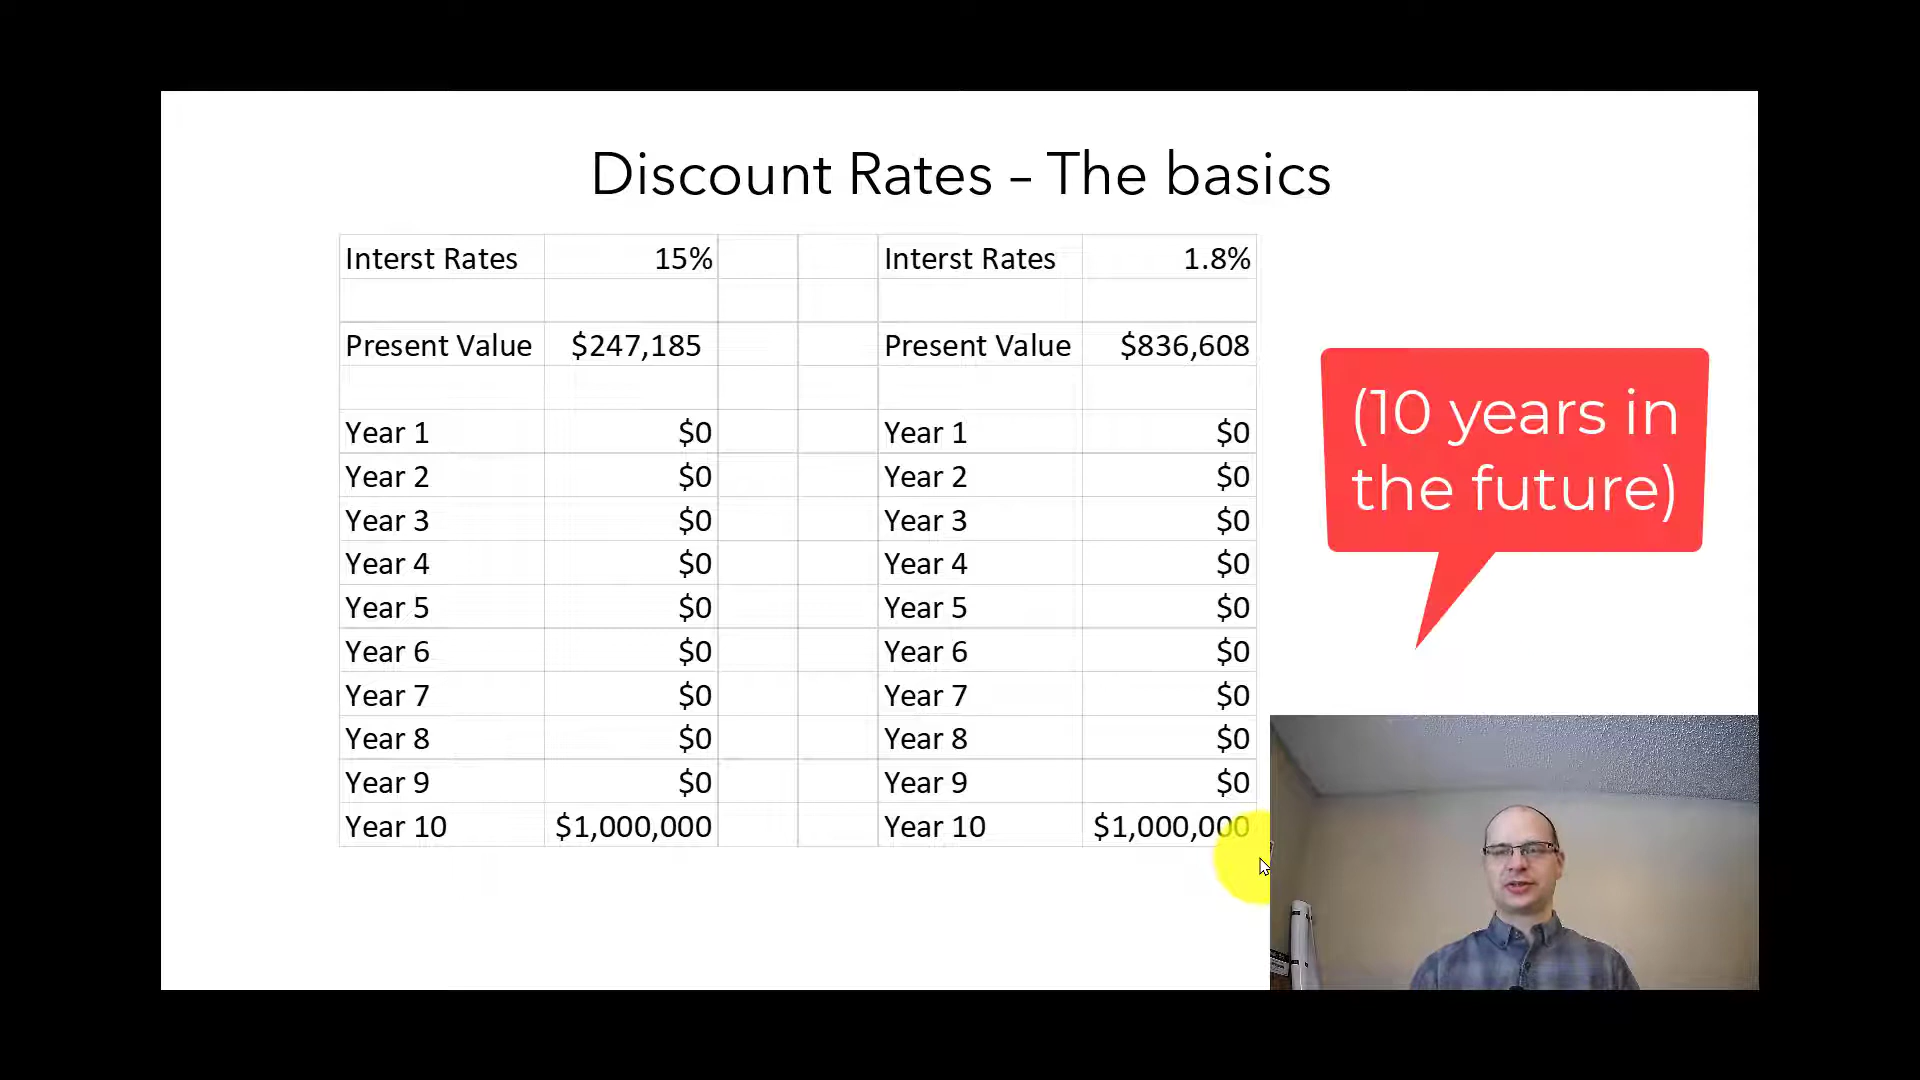 Discount Rates – The basics
Interst Rates 15% Interst Rates 1.8%
Present Value $247,185 Present Value $836,608
Year 1 $0 Year 1 $0
Year 2 $0 Year 2 $0
Year 3 $0 Year 3 $0
Year 4 $0 Year 4 $0
Year 5 $0 Year 5 $0
Year 6 $0 Year 6 $0
Year 7 $0 Year 7 $0
Year 8 $0 Year 8 $0
Year 9 $0 Year 9 $0
Year 10 $1,000,000 Year 10 $1,000,000
(10 years in
the future)